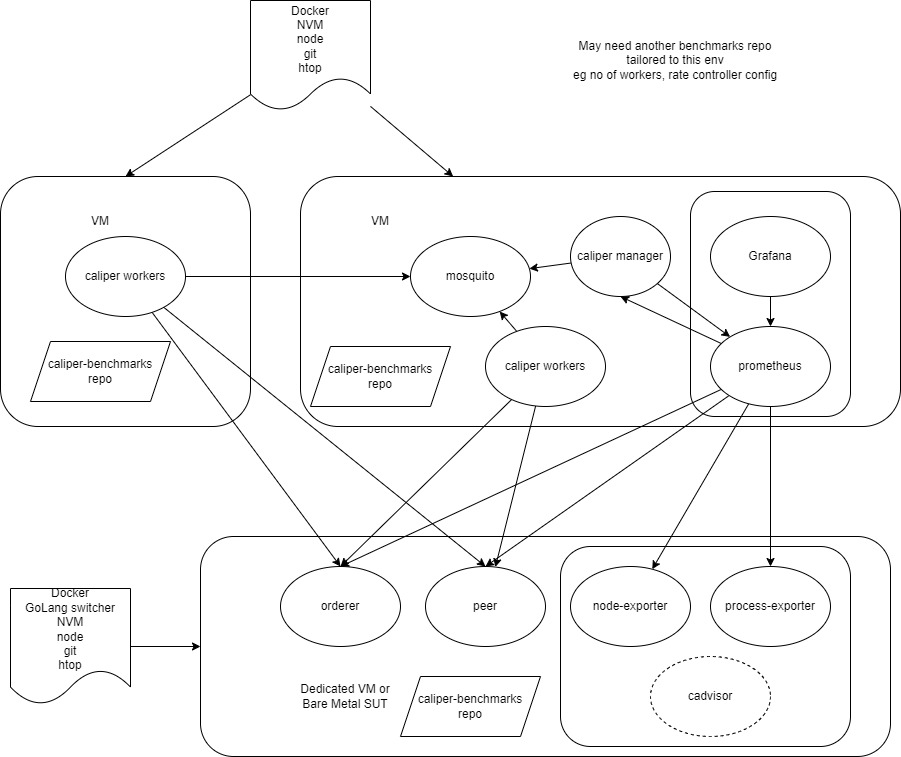 Docker
NVM
node
git
htop
May need another benchmarks repo
tailored to this env
eg no of workers, rate controller config
VM
caliper workers
caliper-benchmarks
repo
VM
mosquito
caliper manager
Grafana
caliper-benchmarks
repo
caliper workers
prometheus
Docker
GoLang switcher
NVM
node
git
htop
orderer
peer
node-exporter
process-exporter
Dedicated VM or
Bare Metal SUT
caliper-benchmarks
repo
cadvisor